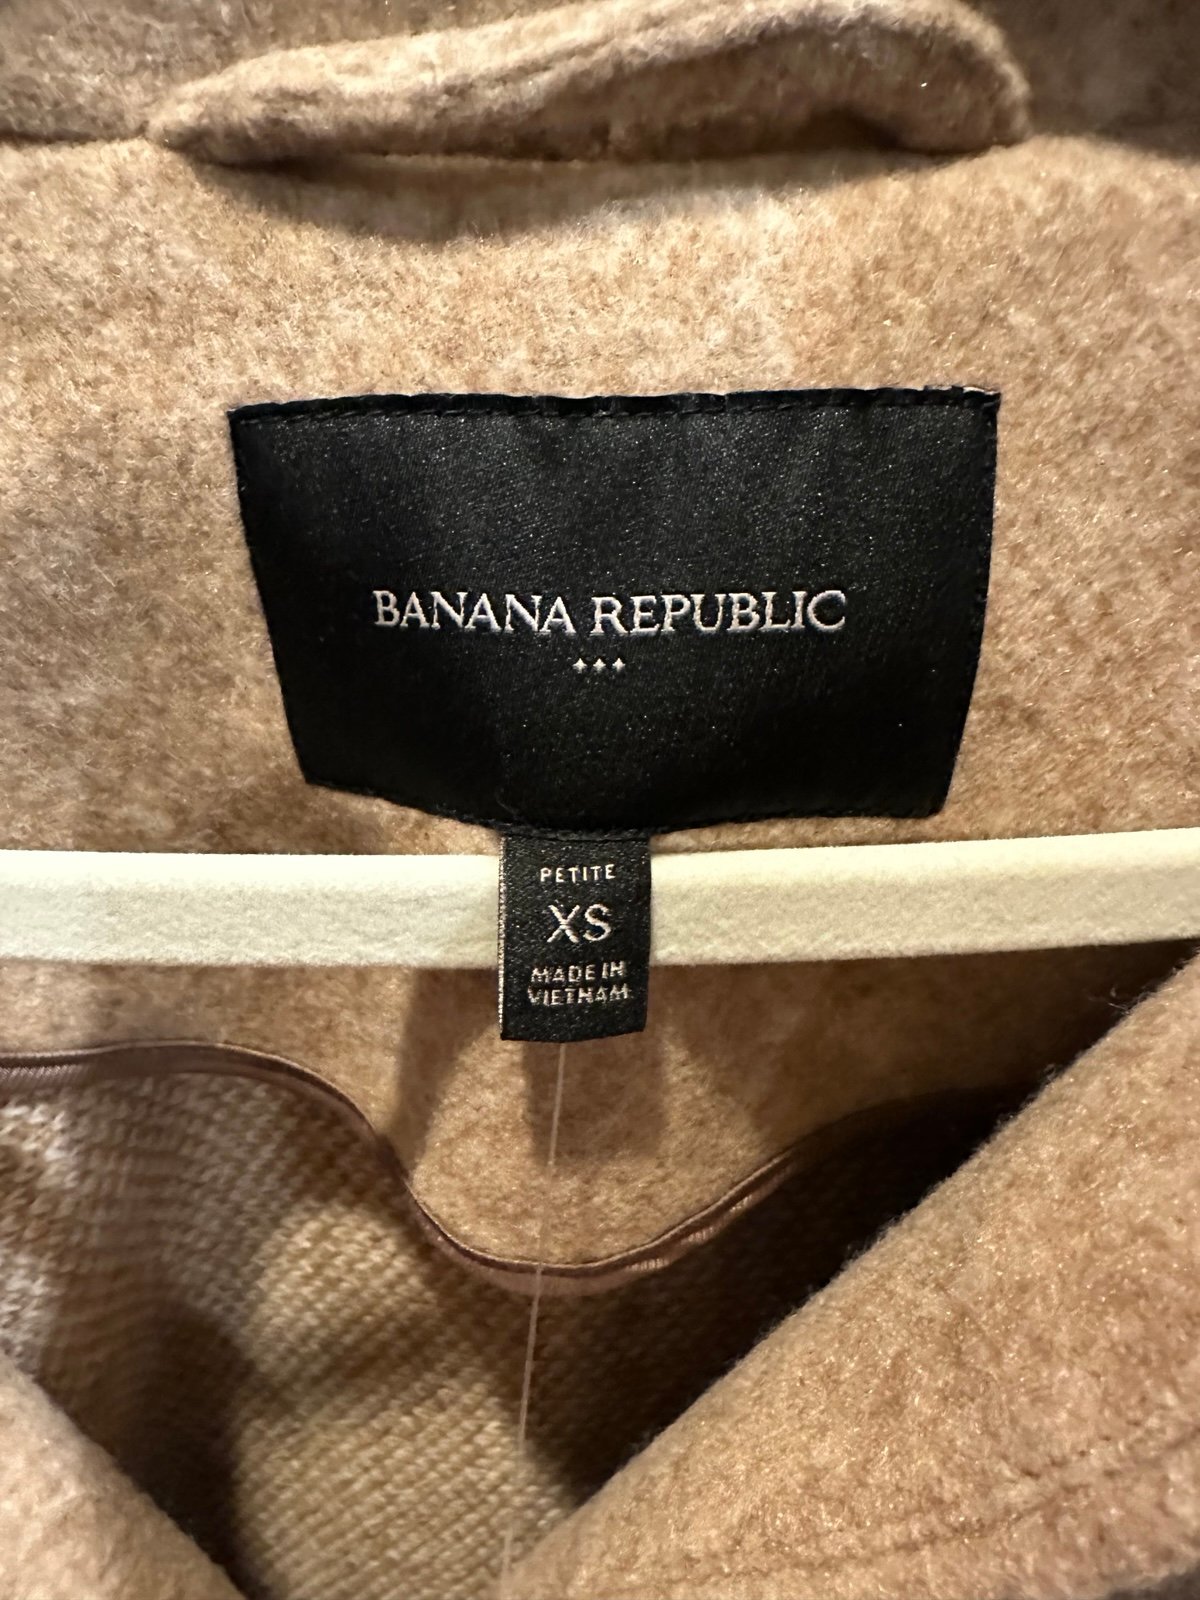 BANANA REPUBLIC
PETITE
XS
MADE IN
VIETNAM